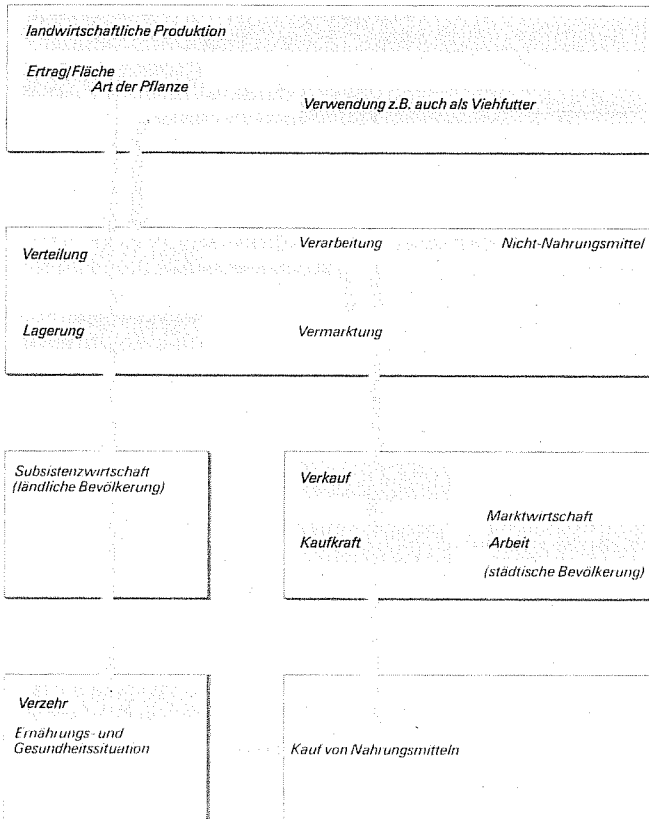 landwirtschaftliche Produktion
Ertrag/Fläche
Art der Pflanze
Verwendung z.B. auch als Viehfutter
Verteilung
Verarbeitung
Nicht-Nahrungsmittel
Lagerung
Vermarktung
Subsistenzwirtschaft
(ländliche Bevölkerung)
Verkauf
Marktwirtschaft
Kaufkraft
Arbeit
(städtische Bevölkerung)
Verzehr
Ernährungs- und
Gesundheitssituation
Kauf von Nahrungsmitteln